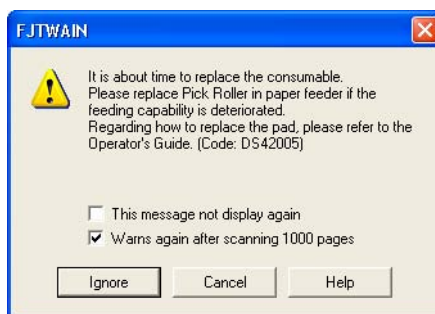 FJTWAIN
It is about time to replace the consumable.
Please replace Pick Roller in paper feeder if the
feeding capability is deteriorated.
Regarding how to replace the pad, please refer to the
Operator's Guide. (Code: DS42005)
This message not display again
Warns again after scanning 1000 pages
Ignore
Cancel
Help